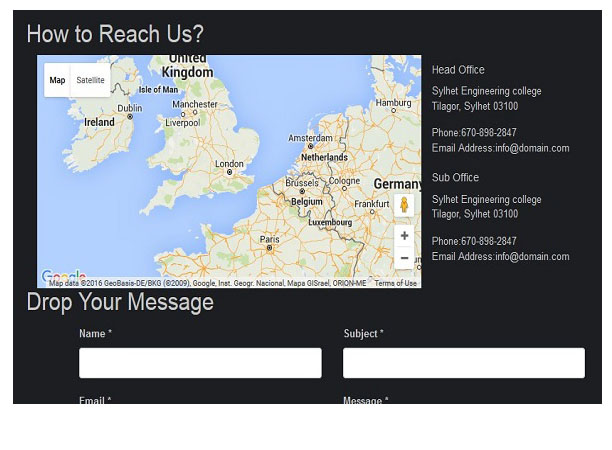 How to Reach Us?
Map
Satellite
United
Kingdom
Isle of Man
Dublin
Manchester
Ireland
Liverpool
Hamburg
Amsterdam
Netherlands
London
Brussels
Cologne
Germany
Belgium
Frankfurt
Luxembourg
Paris
Google
Map data ©2016 GeoBasis-DE/BKG (©2009), Google, Inst. Geogr. Nacional, Mapa GISrael, ORION-ME
Terms of Use
Head Office
Sylhet Engineering college
Tilagor, Sylhet 03100
Phone:670-898-2847
Email Address:info@domain.com
Sub Office
Sylhet Engineering college
Tilagor, Sylhet 03100
Phone:670-898-2847
Email Address:info@domain.com
Drop Your Message
Name *
Subject *
Email *
Message *